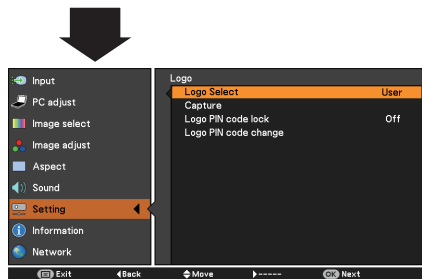 Input
PC adjust
Image select
Image adjust
Aspect
Sound
Setting
Information
Network
Logo
Logo Select User
Capture
Logo PIN code lock Off
Logo PIN code change
Exit Back Move ----- OK Next